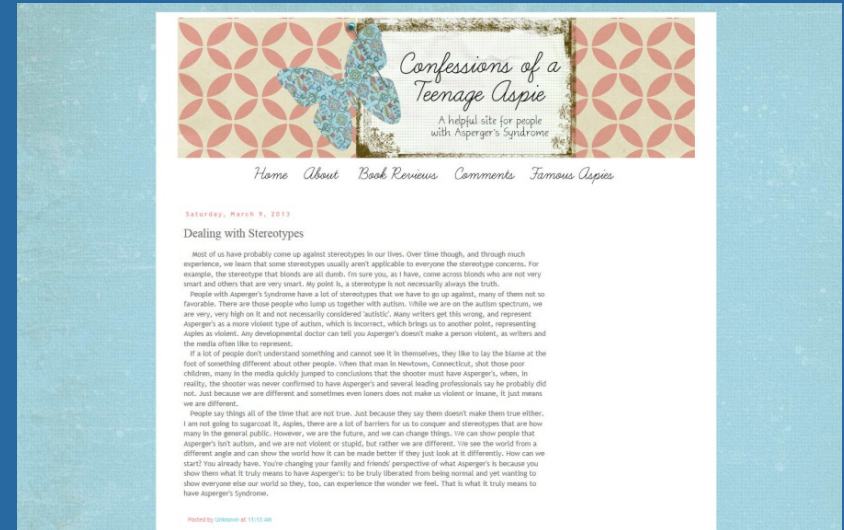 Confessions of a
Teenage Aspie
A helpful site for people
with Asperger's Syndrome
Home About Book Reviews Comments Famous Aspies
Saturday, March 9, 2013
Dealing with Stereotypes
Most of us have probably come up against stereotypes in our lives. Over time though, and through much
experience, we learn that some stereotypes usually aren't applicable to everyone the stereotype concerns. For
example, the stereotype that blonds are all dumb. I'm sure you, as I have, come across blonds who are not very
smart and others that are very smart. My point is, a stereotype is not necessarily always the truth.
People with Asperger's Syndrome have a lot of stereotypes that we have to go up against, many of them not so
favorable. There are those people who lump us together with autism. While we are on the autism spectrum, we
are very, very high on it and not necessarily considered 'autistic'. Many writers get this wrong, and represent
Asperger's as a more violent type of autism, which is incorrect, which brings us to another point, representing
Aspies as violent. Any developmental doctor can tell you Asperger's doesn't make a person violent, as writers and
the media often like to represent.
If a lot of people don't understand something and cannot see it in themselves, they like to lay the blame at the
foot of something different about other people. When that man in Newtown, Connecticut, shot those poor
children, many in the media quickly jumped to conclusions that the shooter must have Asperger's, when, in
reality, the shooter was never confirmed to have Asperger's and several leading professionals say he probably did
not. Just because we are different and sometimes even loners does not make us violent or insane, it just means
we are different.
People say things all of the time that are not true. Just because they say them doesn't make them true either.
I am not going to sugarcoat it, Aspies, there are a lot of barriers for us to conquer and stereotypes that are how
many in the general public. However, we are the future, and we can change things. We can show people that
Asperger's isn't autism, and we are not violent or stupid, but rather we are different. We see the world from a
different angle and can show the world how it can be made better if they just look at it differently. How can we
start? You already have. You're changing your family and friends' perspective of what Asperger's is because you
show them what it truly means to have Asperger's: to be truly liberated from being normal and yet wanting to
show everyone else our world so they, too, can experience the wonder we feel. That is what it truly means to
have Asperger's Syndrome.
Posted by Unknown at 11:15 AM